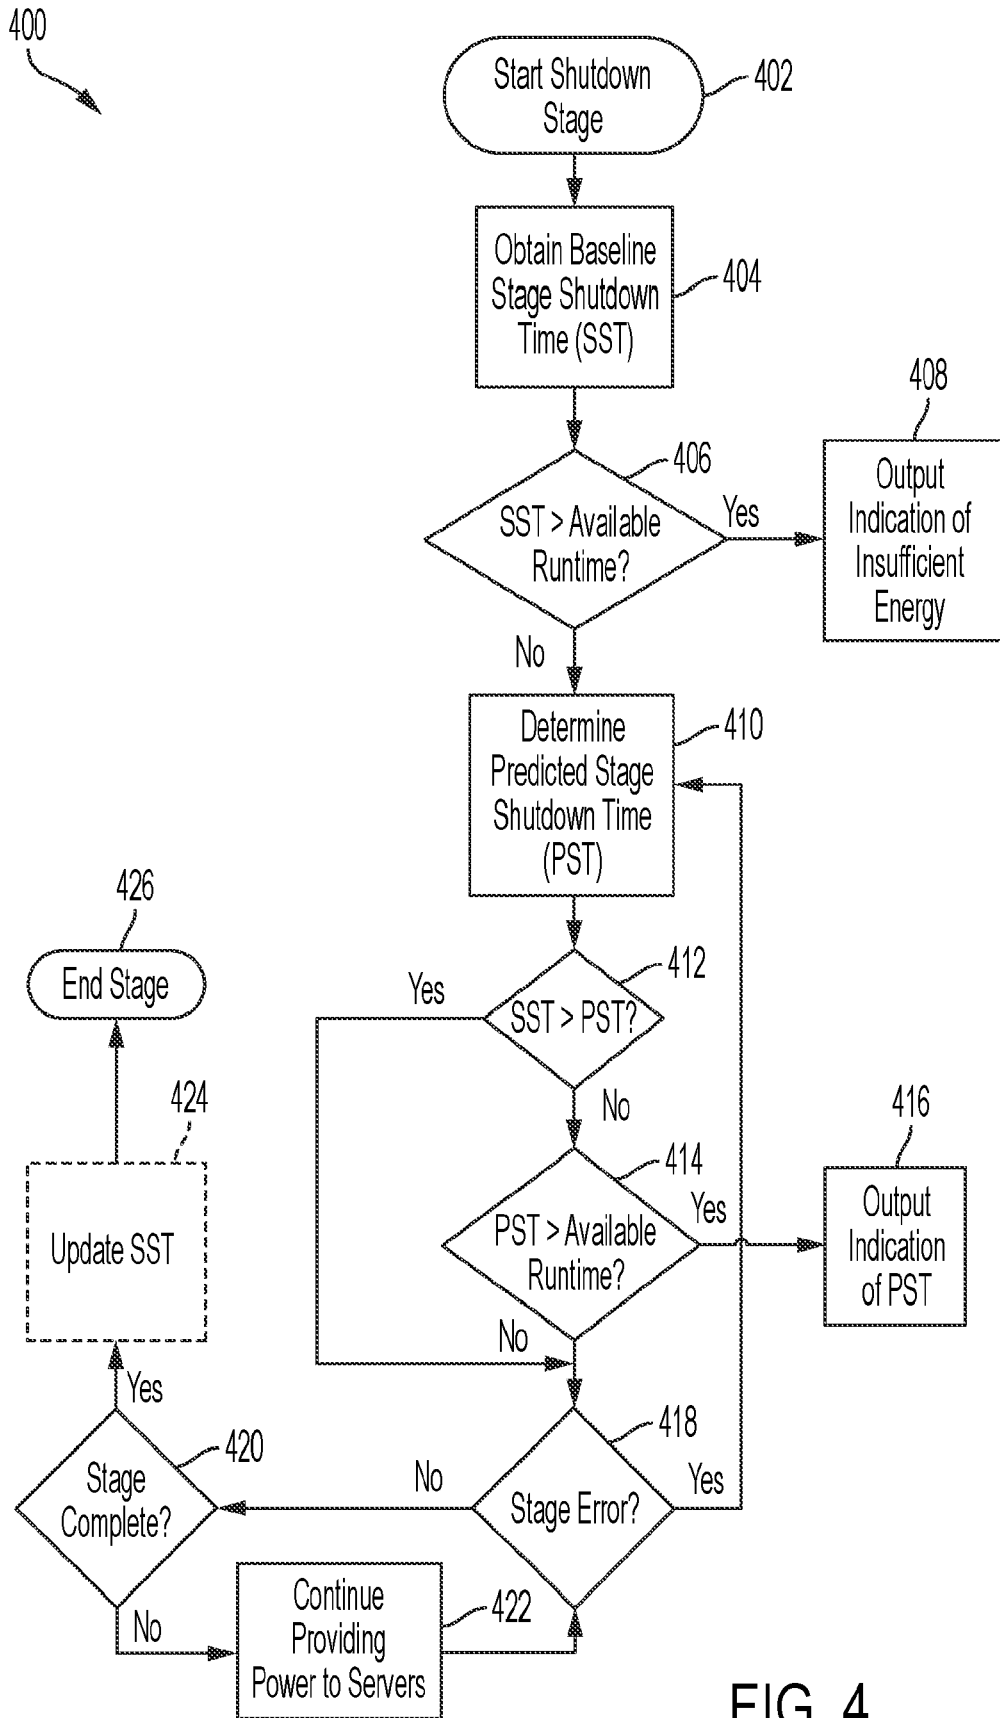 400
Start Shutdown
Stage
402
Obtain Baseline
Stage Shutdown
Time (SST)
404
406
SST > Available
Runtime?
Yes
408
Output
Indication of
Insufficient
Energy
No
Determine
Predicted Stage
Shutdown Time
(PST)
410
426
End Stage
412
SST > PST?
Yes
No
424
Update SST
414
PST > Available
Runtime?
Yes
416
Output
Indication
of PST
No
Yes
418
Stage Error?
Yes
No
420
Stage
Complete?
No
Continue
Providing
Power to Servers
422
FIG. 4